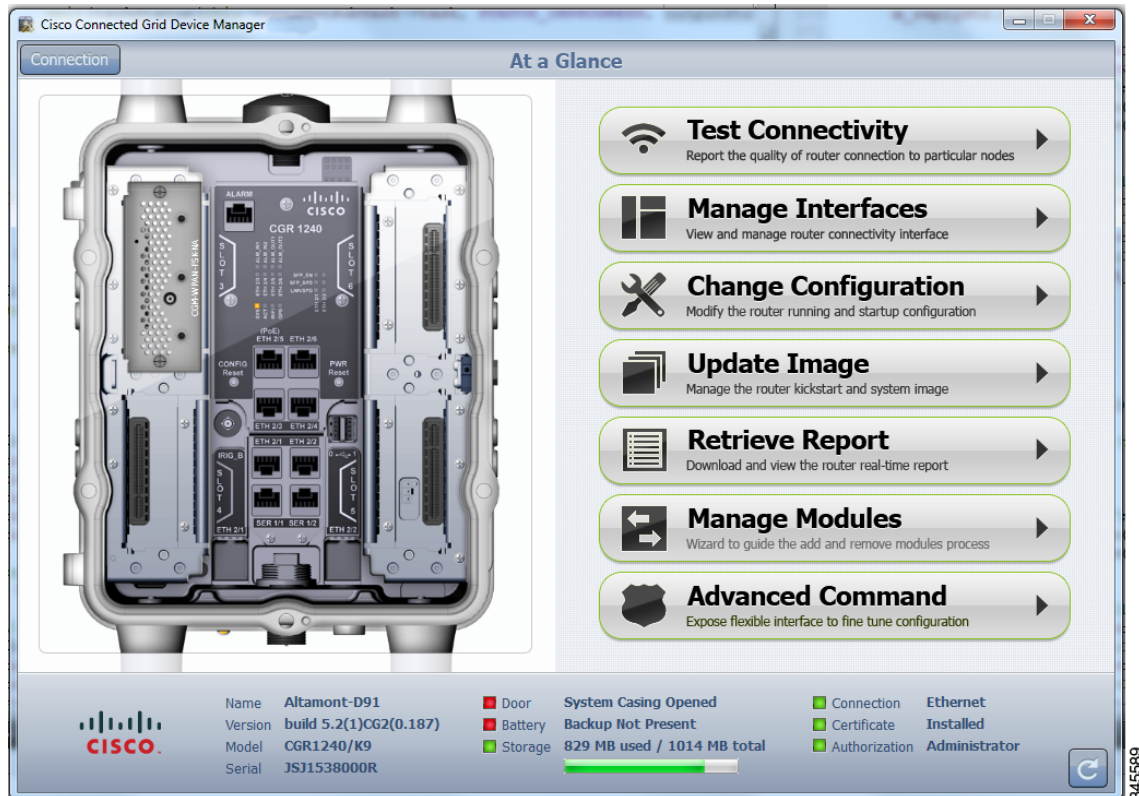 Cisco Connected Grid Device Manager
Connection
At a Glance
ALARM
CISCO
CGR 1240
SLOT 3
SLOT 6
CGM-WPAN-FSK-NA
(PoE)
ETH 2/5 ETH 2/6
CONFIG Reset
PWR Reset
ETH 2/3 ETH 2/4
ETH 2/1 ETH 2/2
IRIG_B
SLOT 4
SLOT 5
SER 1/1 SER 1/2
ETH 2/1
ETH 2/2
Test Connectivity
Report the quality of router connection to particular nodes
Manage Interfaces
View and manage router connectivity interface
Change Configuration
Modify the router running and startup configuration
Update Image
Manage the router kickstart and system image
Retrieve Report
Download and view the router real-time report
Manage Modules
Wizard to guide the add and remove modules process
Advanced Command
Expose flexible interface to fine tune configuration
CISCO.
Name Altamont-D91
Version build 5.2(1)CG2(0.187)
Model CGR1240/K9
Serial JSJ1538000R
Door System Casing Opened
Battery Backup Not Present
Storage 829 MB used / 1014 MB total
Connection Ethernet
Certificate Installed
Authorization Administrator
345589